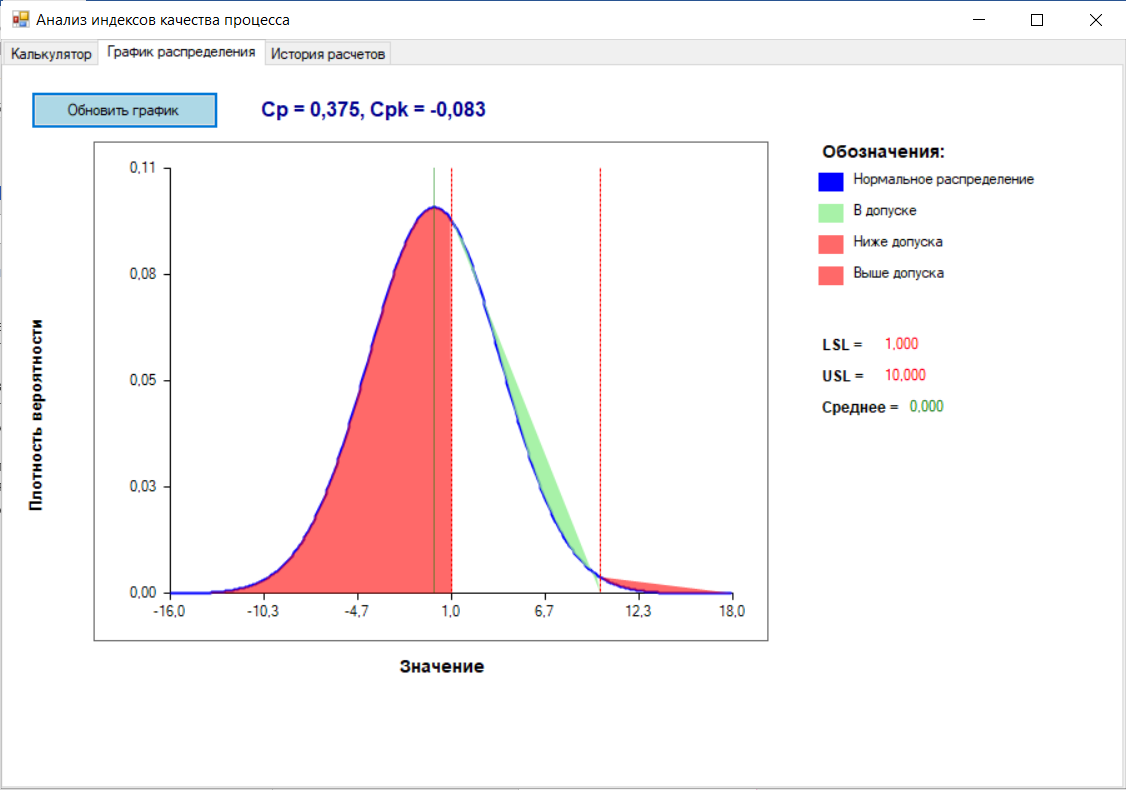 Анализ индексов качества процесса
Калькулятор График распределения История расчетов
Обновить график
Cp = 0,375, Cpk = -0,083
Обозначения:
Нормальное распределение
В допуске
Ниже допуска
Выше допуска
LSL = 1,000
USL = 10,000
Среднее = 0,000
Плотность вероятности
0,11
0,08
0,05
0,03
0,00
-16,0 -10,3 -4,7 1,0 6,7 12,3 18,0
Значение